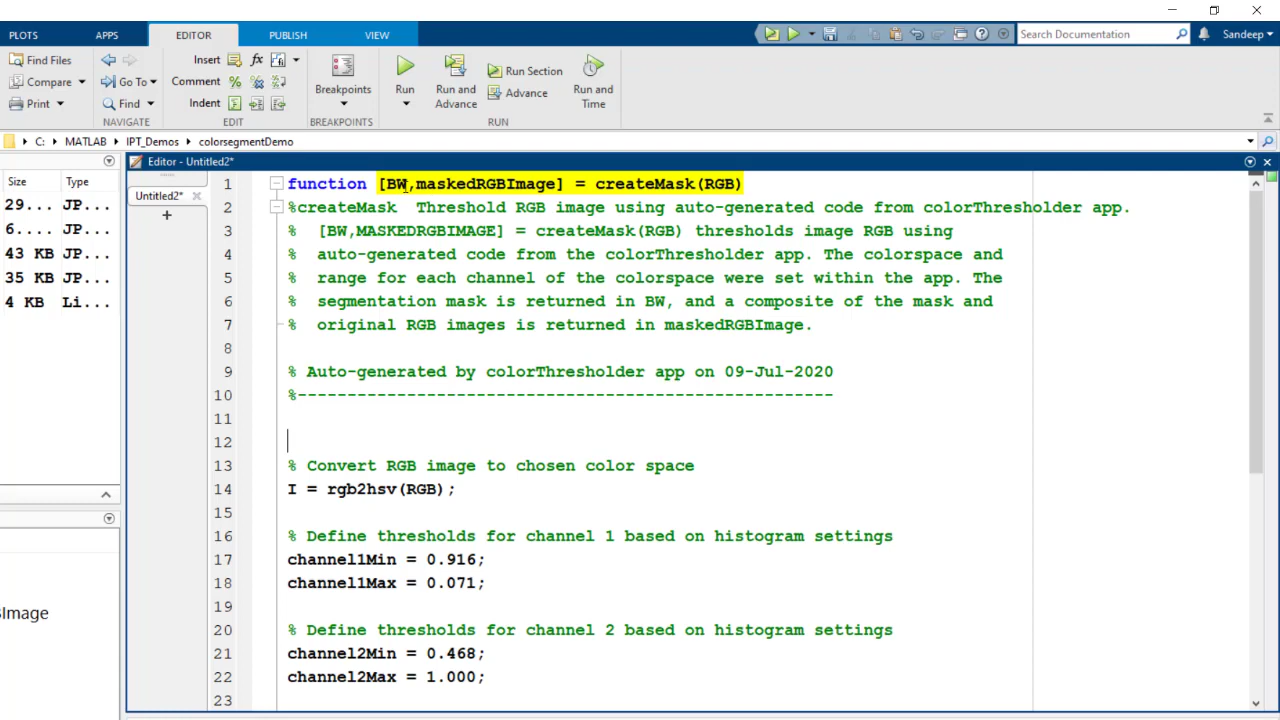 PLOTS APPS EDITOR PUBLISH VIEW Search Documentation Sandeep
Find Files Insert fx Run Section
Compare Go To Comment % Breakpoints Run Run and Advance Advance Run and Time
Print Find Indent
NAVIGATE EDIT BREAKPOINTS RUN
C: MATLAB IPT_Demos colorsegmentDemo
Editor - Untitled2*
Size Type
Untitled2*
+
29... JP...
6.... JP...
43 KB JP...
35 KB JP...
4 KB Li...
Image
1 function [BW,maskedRGBImage] = createMask(RGB)
2 %createMask  Threshold RGB image using auto-generated code from colorThresholder app.
3 %  [BW,MASKEDRGBIMAGE] = createMask(RGB) thresholds image RGB using
4 %  auto-generated code from the colorThresholder app. The colorspace and
5 %  range for each channel of the colorspace were set within the app. The
6 %  segmentation mask is returned in BW, and a composite of the mask and
7 %  original RGB images is returned in maskedRGBImage.
8
9 % Auto-generated by colorThresholder app on 09-Jul-2020
10 %------------------------------------------------------
11
12
13 % Convert RGB image to chosen color space
14 I = rgb2hsv(RGB);
15
16 % Define thresholds for channel 1 based on histogram settings
17 channel1Min = 0.916;
18 channel1Max = 0.071;
19
20 % Define thresholds for channel 2 based on histogram settings
21 channel2Min = 0.468;
22 channel2Max = 1.000;
23